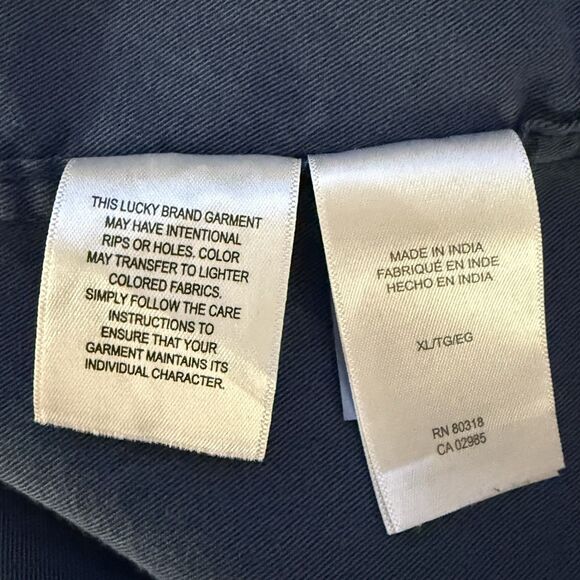 THIS LUCKY BRAND GARMENT
MAY HAVE INTENTIONAL
RIPS OR HOLES. COLOR
MAY TRANSFER TO LIGHTER
COLORED FABRICS.
SIMPLY FOLLOW THE CARE
INSTRUCTIONS TO
ENSURE THAT YOUR
GARMENT MAINTAINS ITS
INDIVIDUAL CHARACTER.
MADE IN INDIA
FABRIQUÉ EN INDE
HECHO EN INDIA
XL/TG/EG
RN 80318
CA 02985